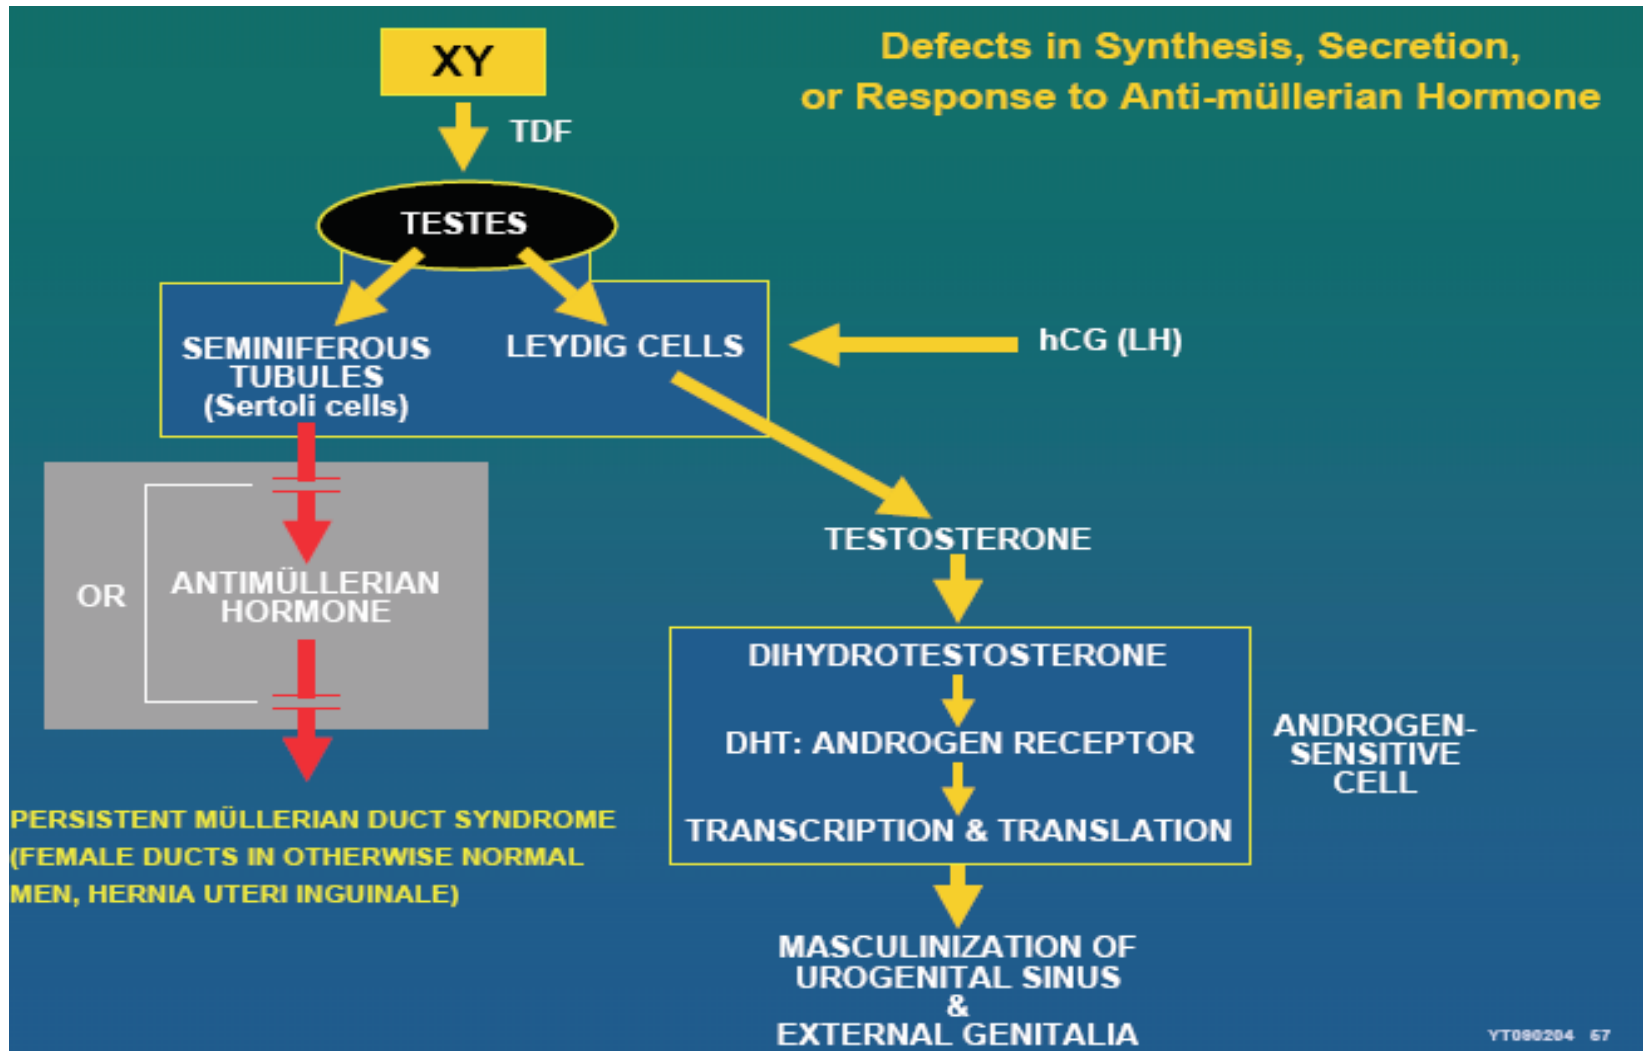 XY
Defects in Synthesis, Secretion,
or Response to Anti-müllerian Hormone
TDF
TESTES
SEMINIFEROUS
TUBULES
(Sertoli cells)
LEYDIG CELLS
hCG (LH)
OR
ANTIMÜLLERIAN
HORMONE
TESTOSTERONE
DIHYDROTESTOSTERONE
DHT: ANDROGEN RECEPTOR
TRANSCRIPTION & TRANSLATION
ANDROGEN-
SENSITIVE
CELL
PERSISTENT MÜLLERIAN DUCT SYNDROME
(FEMALE DUCTS IN OTHERWISE NORMAL
MEN, HERNIA UTERI INGUINALE)
MASCULINIZATION OF
UROGENITAL SINUS
&
EXTERNAL GENITALIA
YT080204 57